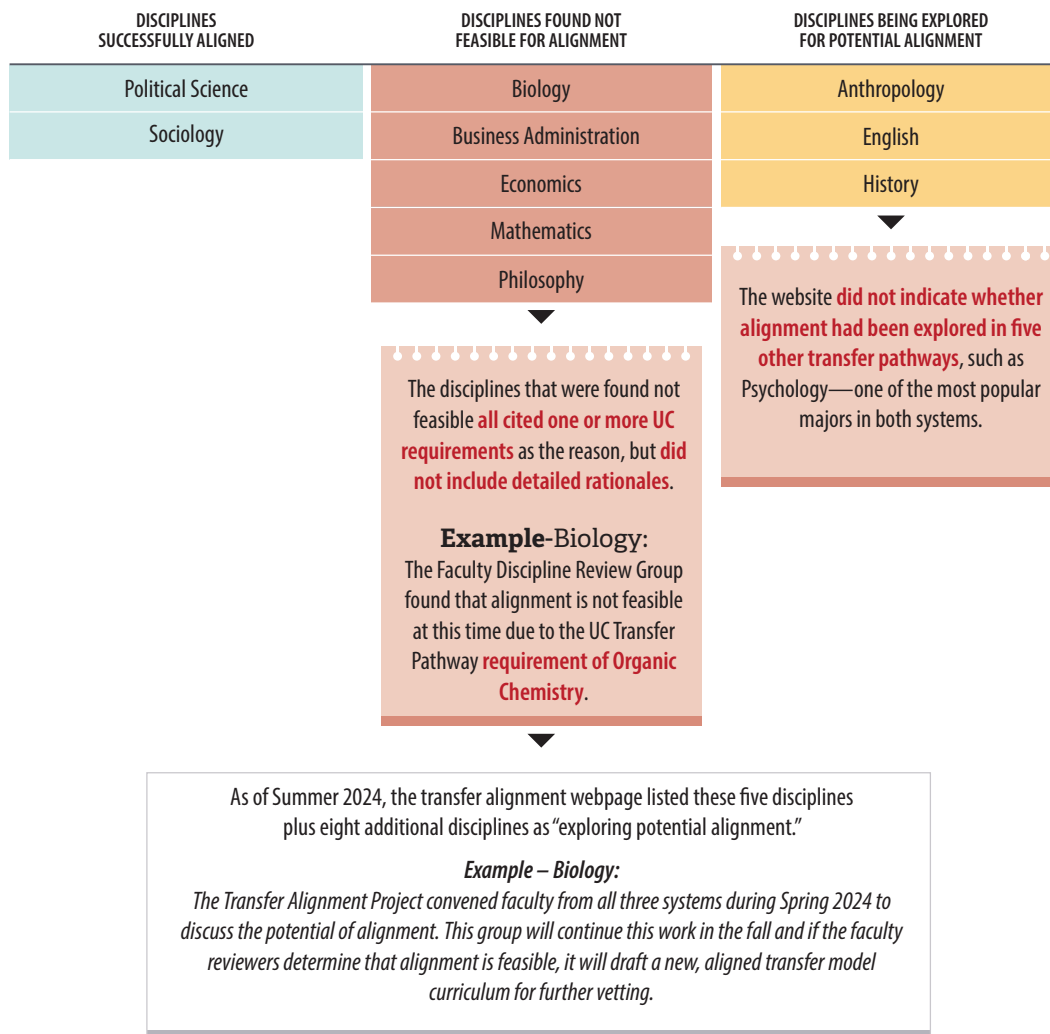 DISCIPLINES
SUCCESSFULLY ALIGNED
Political Science
Sociology
DISCIPLINES FOUND NOT
FEASIBLE FOR ALIGNMENT
Biology
Business Administration
Economics
Mathematics
Philosophy
The disciplines that were found not
feasible all cited one or more UC
requirements as the reason, but did
not include detailed rationales.
Example-Biology:
The Faculty Discipline Review Group
found that alignment is not feasible
at this time due to the UC Transfer
Pathway requirement of Organic
Chemistry.
DISCIPLINES BEING EXPLORED
FOR POTENTIAL ALIGNMENT
Anthropology
English
History
The website did not indicate whether
alignment had been explored in five
other transfer pathways, such as
Psychology—one of the most popular
majors in both systems.
As of Summer 2024, the transfer alignment webpage listed these five disciplines
plus eight additional disciplines as “exploring potential alignment.”
Example – Biology:
The Transfer Alignment Project convened faculty from all three systems during Spring 2024 to
discuss the potential of alignment. This group will continue this work in the fall and if the faculty
reviewers determine that alignment is feasible, it will draft a new, aligned transfer model
curriculum for further vetting.